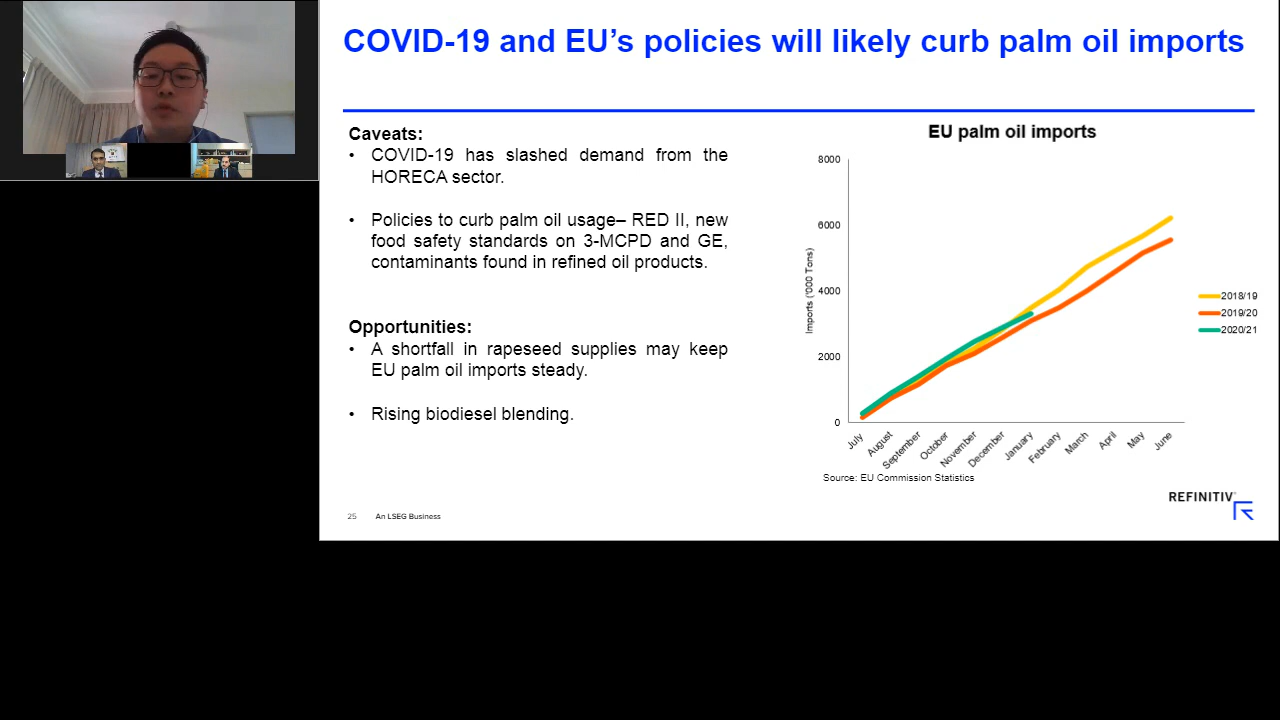 COVID-19 and EU’s policies will likely curb palm oil imports
Caveats:
• COVID-19 has slashed demand from the
HORECA sector.
• Policies to curb palm oil usage– RED II, new
food safety standards on 3-MCPD and GE,
contaminants found in refined oil products.
Opportunities:
• A shortfall in rapeseed supplies may keep
EU palm oil imports steady.
• Rising biodiesel blending.
EU palm oil imports
Imports ('000 Tons)
8000
6000
4000
2000
0
July
August
September
October
November
December
January
February
March
April
May
June
2018/19
2019/20
2020/21
Source: EU Commission Statistics
REFINITIV
25 An LSEG Business